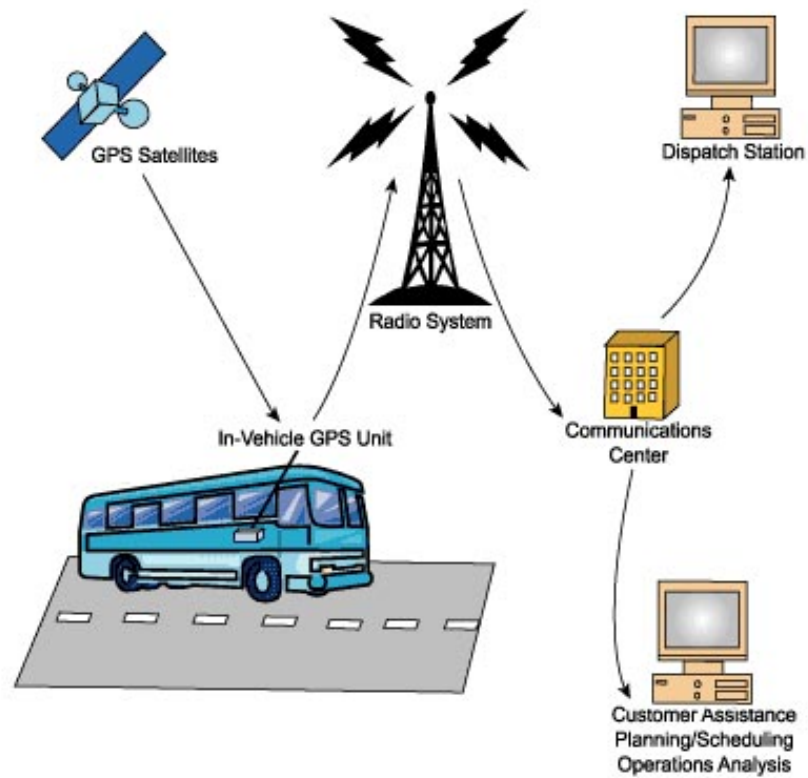 GPS Satellites
Dispatch Station
Radio System
In-Vehicle GPS Unit
Communications
Center
Customer Assistance
Planning/Scheduling
Operations Analysis